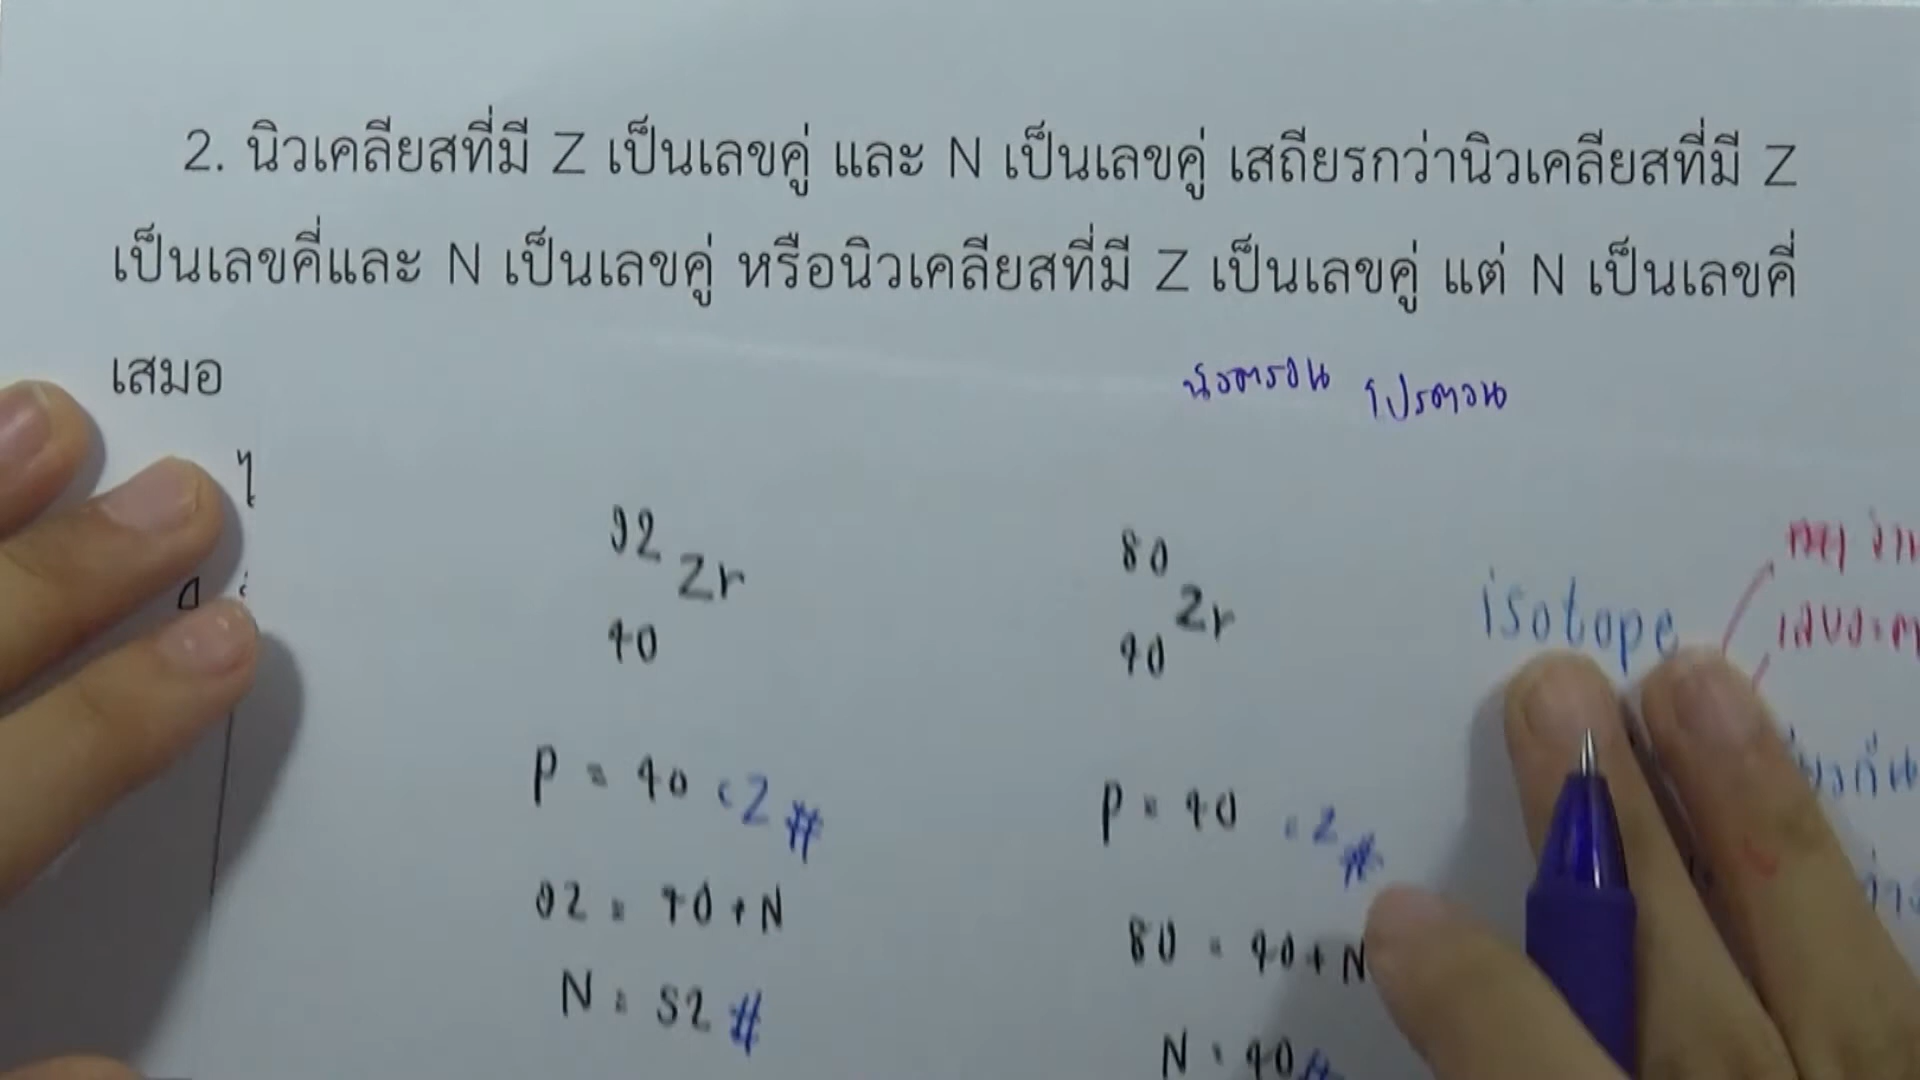 2. นิวเคลียสที่มี Z เป็นเลขคู่ และ N เป็นเลขคู่ เสถียรกว่านิวเคลียสที่มี Z
เป็นเลขคี่และ N เป็นเลขคู่ หรือนิวเคลียสที่มี Z เป็นเลขคู่ แต่ N เป็นเลขคี่
เสมอ
นิวตรอน โปรตอน
92
Zr
40
80
Zr
40
isotope
P = 40 = Z #
P = 40 = Z #
92 = 40 + N
80 = 40 + N
N = 52 #
N = 40 #